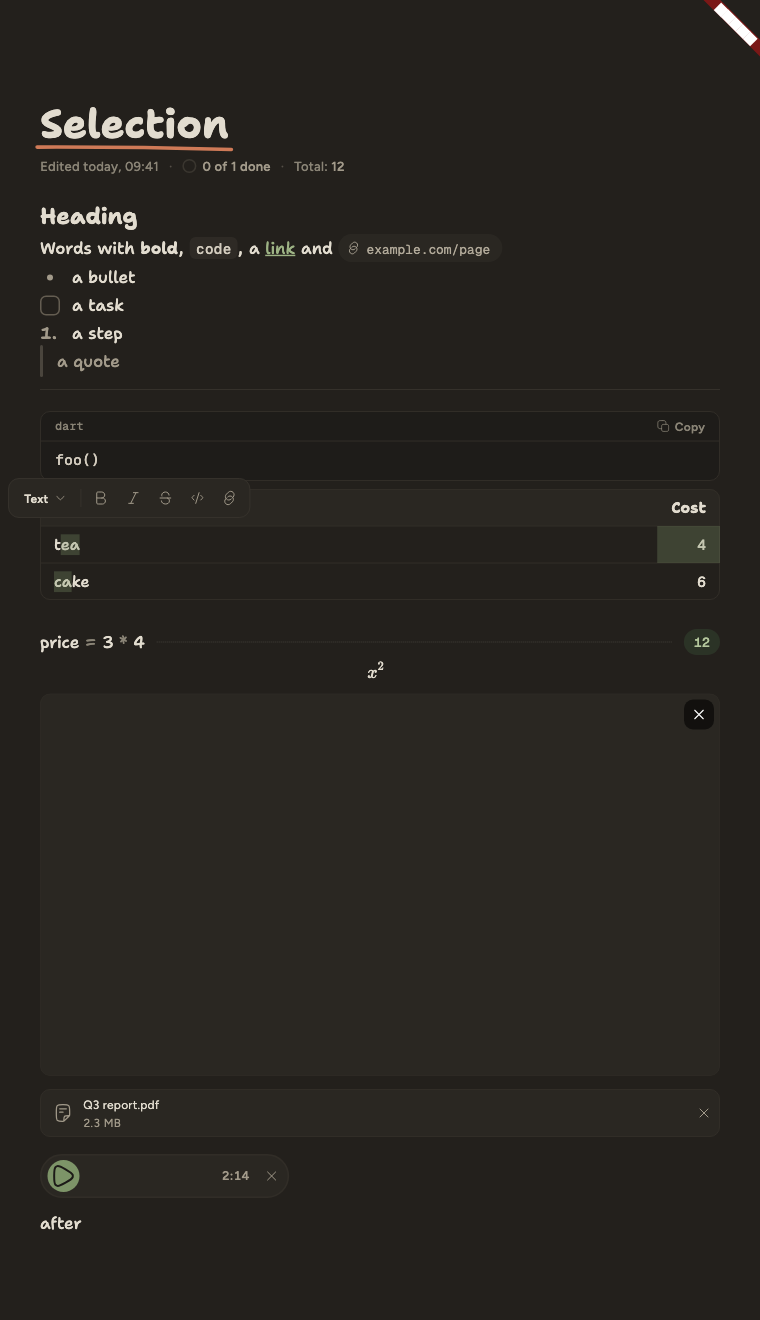 Selection
Edited today, 09:41 · 0 of 1 done · Total: 12
Heading
Words with bold, code, a link and example.com/page
• a bullet
a task
1. a step
a quote
dart Copy
foo()
Text B I S </>
Cost
tea 4
cake 6
price = 3 * 4 12
x²
Q3 report.pdf
2.3 MB
2:14
after